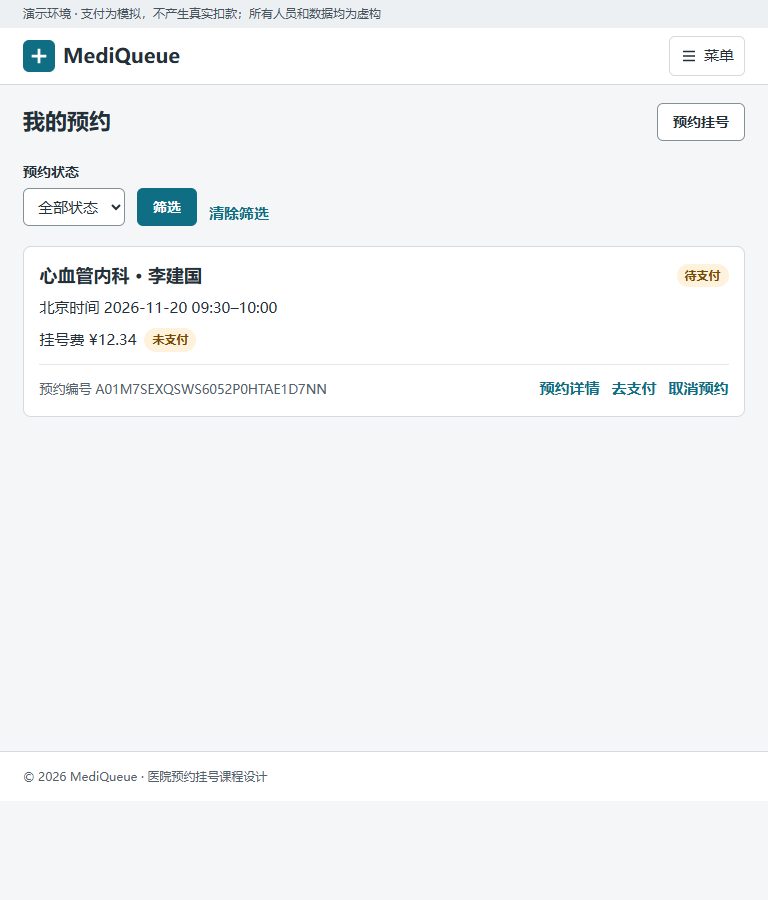 演示环境 · 支付为模拟，不产生真实扣款；所有人员和数据均为虚构
MediQueue
菜单
我的预约
预约挂号
预约状态
全部状态
筛选
清除筛选
心血管内科 · 李建国
待支付
北京时间 2026-11-20 09:30–10:00
挂号费 ¥12.34 未支付
预约编号 A01M7SEXQSWS6052P0HTAE1D7NN
预约详情 去支付 取消预约
© 2026 MediQueue · 医院预约挂号课程设计